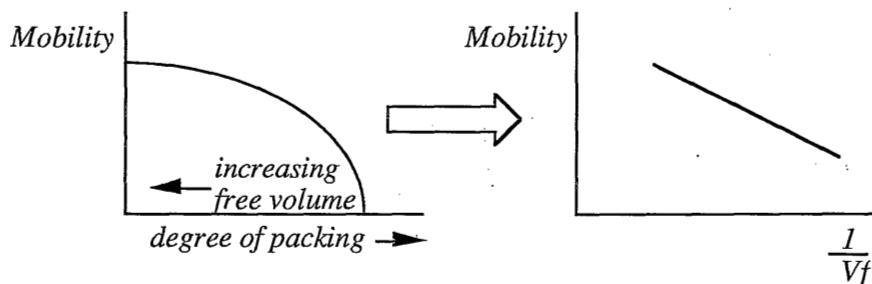 Mobility
increasing
free volume
degree of packing
Mobility
1
Vf